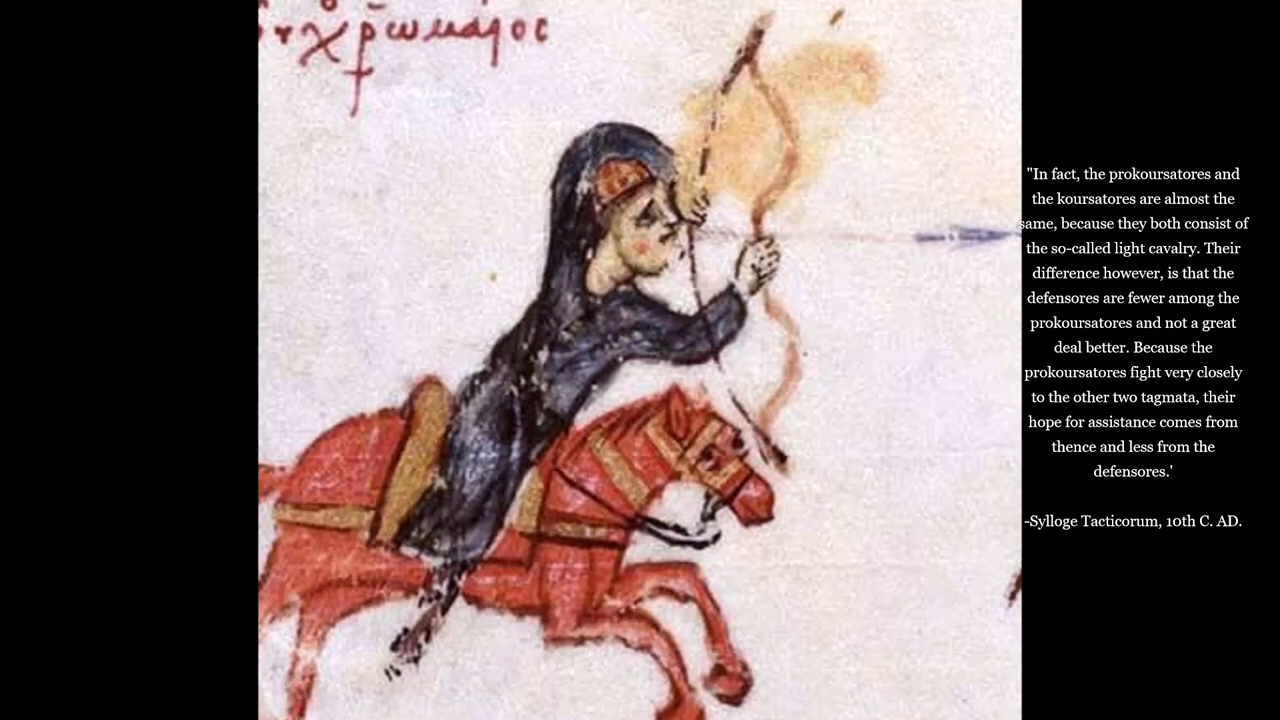 "In fact, the prokoursatores and
the koursatores are almost the
same, because they both consist of
the so-called light cavalry. Their
difference however, is that the
defensores are fewer among the
prokoursatores and not a great
deal better. Because the
prokoursatores fight very closely
to the other two tagmata, their
hope for assistance comes from
thence and less from the
defensores.'
-Sylloge Tacticorum, 10th C. AD.